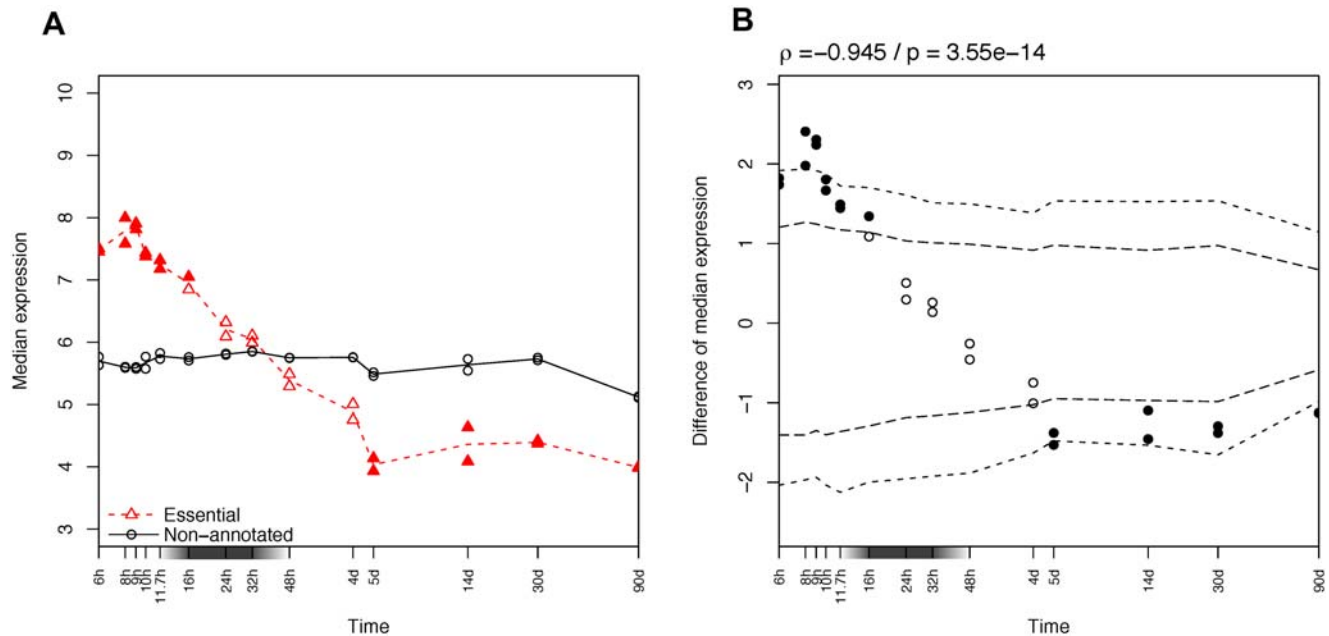 A
Median expression
10
9
8
7
6
5
4
3
Essential
Non−annotated
6h
8h
9h
10h
11.7h
16h
24h
32h
48h
4d
5d
14d
30d
90d
Time
B
ρ =−0.945 / p = 3.55e−14
Difference of median expression
3
2
1
0
−1
−2
6h
8h
9h
10h
11.7h
16h
24h
32h
48h
4d
5d
14d
30d
90d
Time